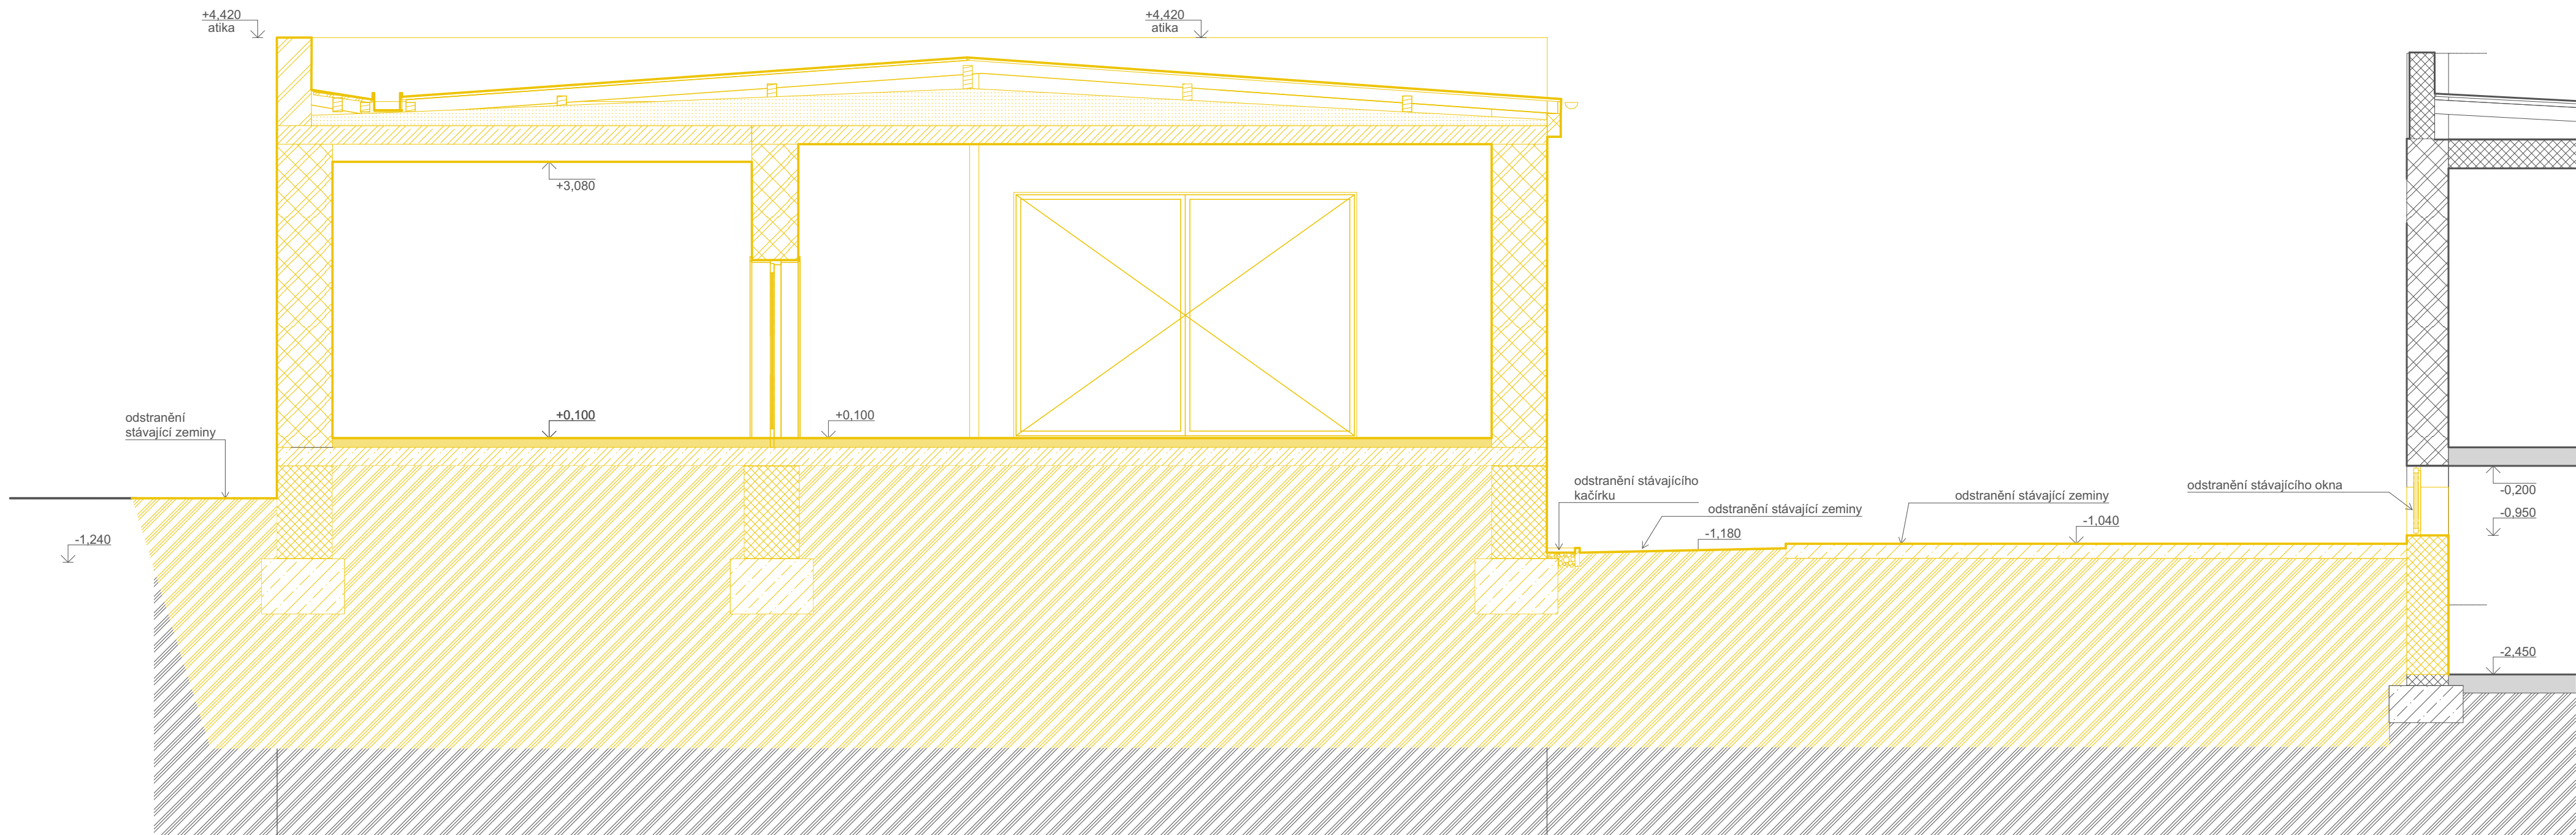 +4,420
atika
+4,420
atika
+3,080
+0,100
+0,100
odstranění
stávající zeminy
-1,240
odstranění stávajícího
kačírku
odstranění stávající zeminy
-1,180
odstranění stávající zeminy
-1,040
odstranění stávajícího okna
-0,200
-0,950
-2,450